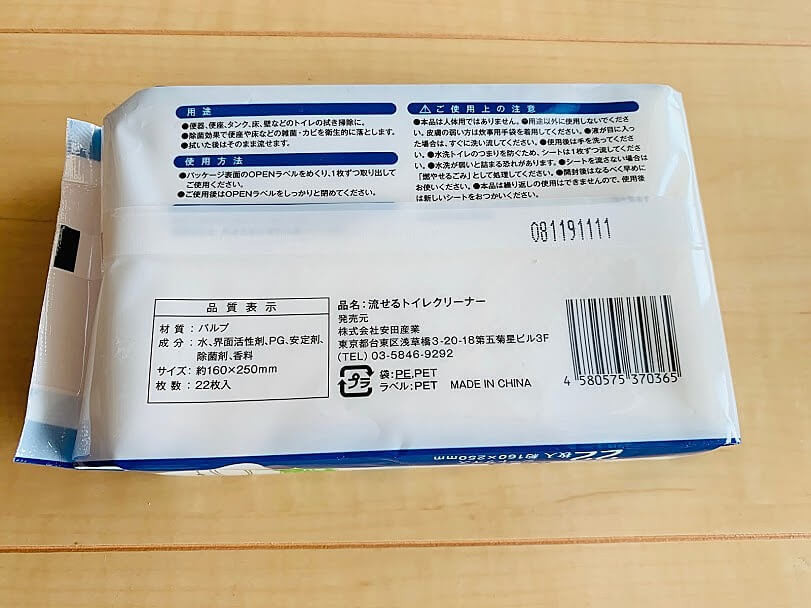 用途
●便器、便座、タンク、床、壁などのトイレの拭き掃除に。
●除菌効果で便座や床などの雑菌・カビを衛生的に落とします。
●拭いた後はそのまま流せます。
使用方法
●パッケージ表面のOPENラベルをめくり、1枚ずつ取り出して
ご使用ください。
●ご使用後はOPENラベルをしっかりと閉めてください。
ご使用上の注意
●本品は人体用ではありません。●用途以外に使用しないでくださ
い。皮膚の弱い方は炊事用手袋を着用してください。●液が目に入っ
た場合は、すぐに洗い流してください。●使用後は手を洗ってくださ
い。●水洗トイレのつまりを防ぐため、シートは1枚ずつ流してくださ
い。●水洗が弱いと詰まる恐れがあります。●シートを流さない場合は
「燃やせるごみ」として処理してください。●開封後はなるべく早めに
お使いください。●本品は繰り返しの使用はできませんので、使用後
は新しいシートをおつかいください。
081191111
品質表示
材質：パルプ
成分：水、界面活性剤、PG、安定剤、
除菌剤、香料
サイズ：約160×250mm
枚数：22枚入
品名：流せるトイレクリーナー
発売元
株式会社安田産業
東京都台東区浅草橋3-20-18第五菊星ビル3F
(TEL) 03-5846-9292
プラ
袋：PE,PET
ラベル：PET MADE IN CHINA
4 580575 370365
22枚入 約160×250mm